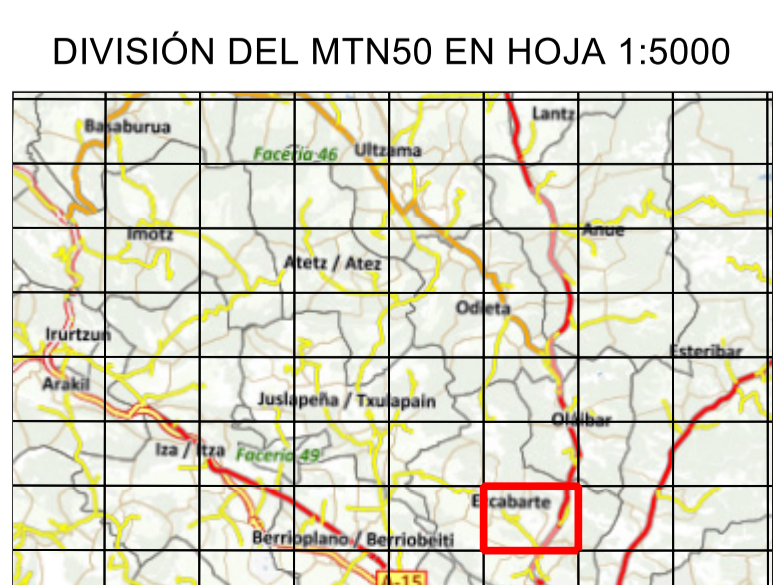 DIVISIÓN DEL MTN50 EN HOJA 1:5000
Lantz
Basaburua
Facería 46
Ultzama
Imotz
Anue
Atetz / Atez
Odieta
Irurtzun
Esteribar
Arakil
Juslapeña / Txulapain
Oláibar
Iza / Itza
Facería 49
Ezcabarte
Berrioplano / Berriobeiti
A-15